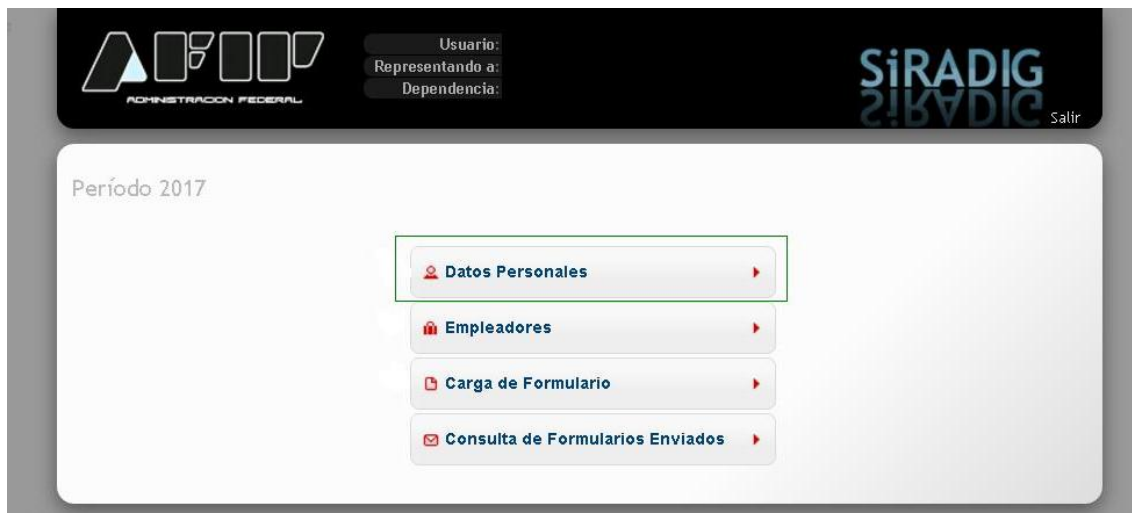 AFIP
ADMINISTRACION FEDERAL
Usuario:
Representando a:
Dependencia:
SiRADIG
Salir
Período 2017
Datos Personales
Empleadores
Carga de Formulario
Consulta de Formularios Enviados